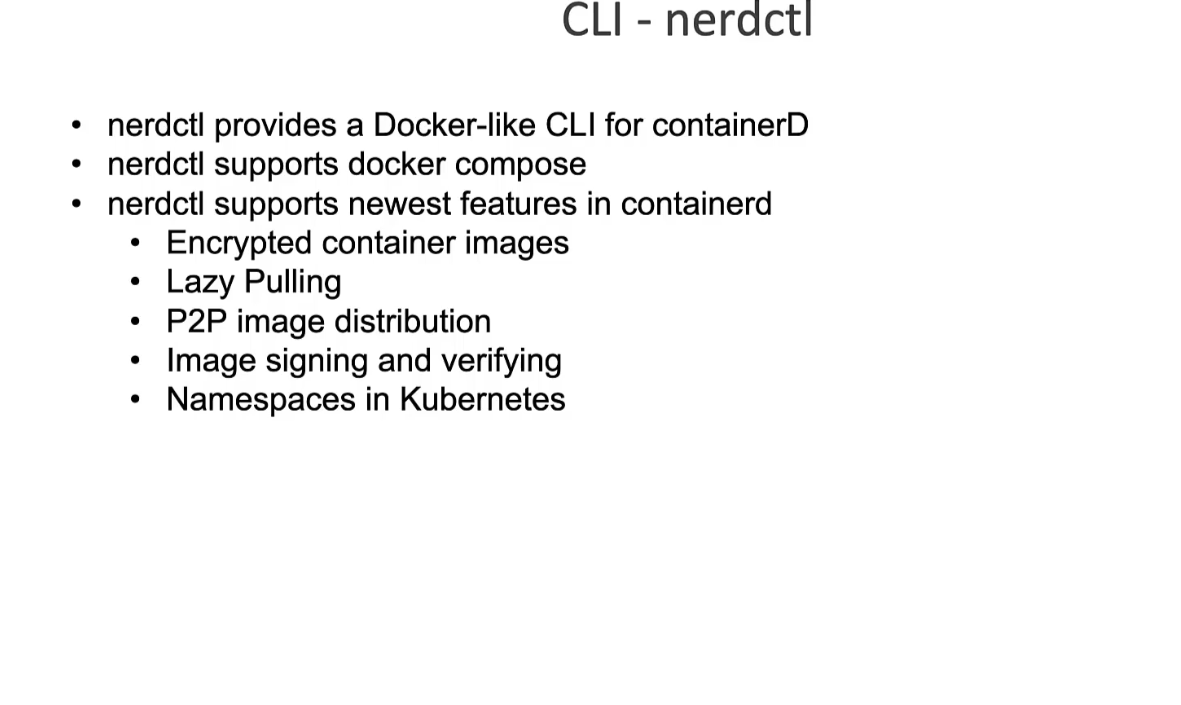 CLI - nerdctl
• nerdctl provides a Docker-like CLI for containerD
• nerdctl supports docker compose
• nerdctl supports newest features in containerd
• Encrypted container images
• Lazy Pulling
• P2P image distribution
• Image signing and verifying
• Namespaces in Kubernetes